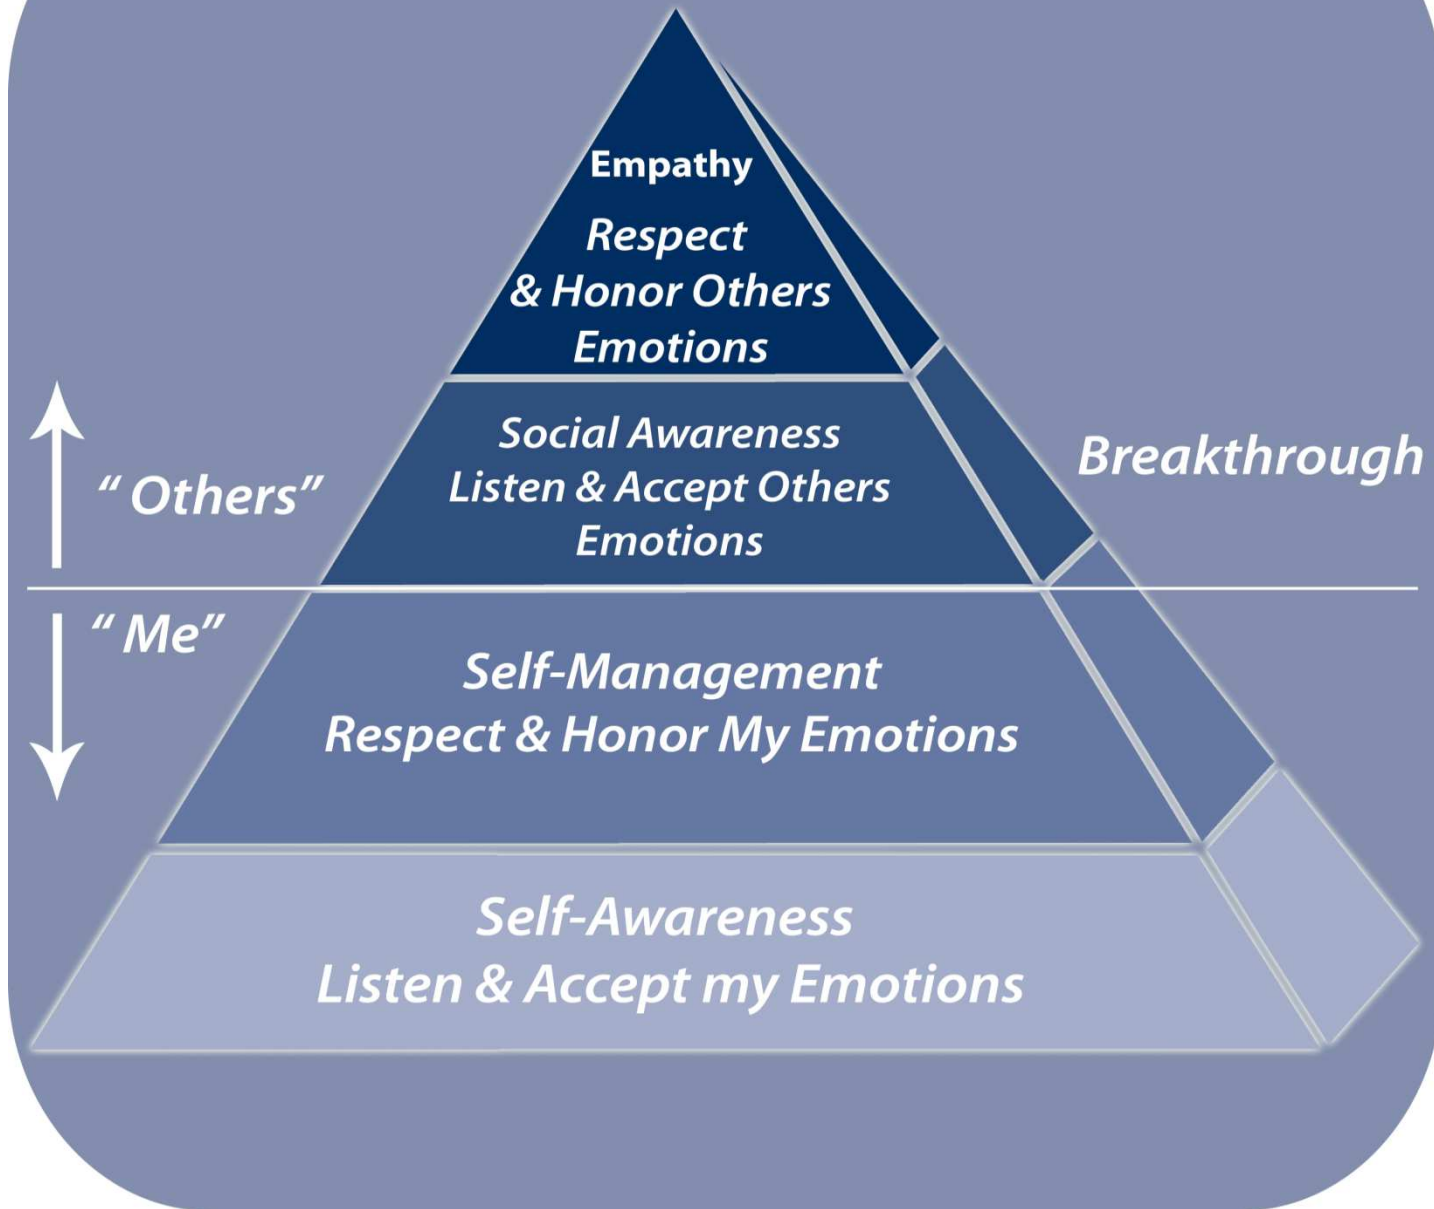 Empathy
Respect
& Honor Others
Emotions
Social Awareness
Listen & Accept Others
Emotions
Breakthrough
“ Others”
“ Me”
Self-Management
Respect & Honor My Emotions
Self-Awareness
Listen & Accept my Emotions